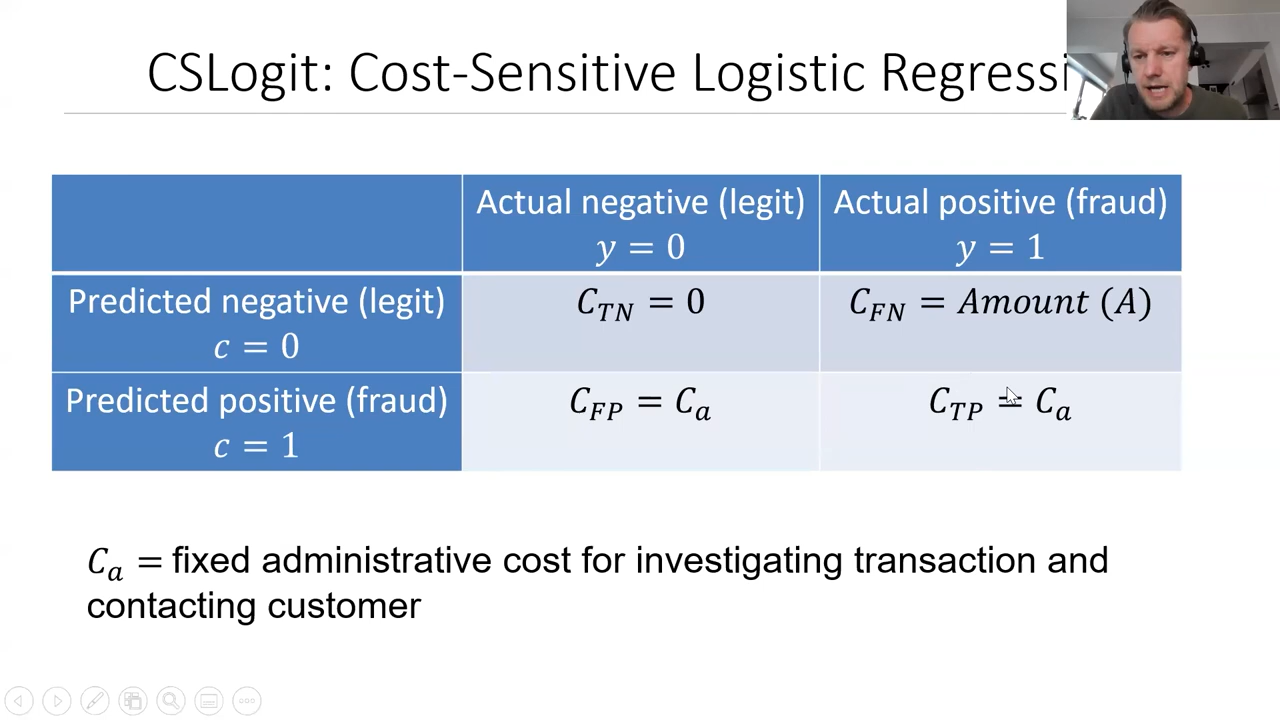 CSLogit: Cost-Sensitive Logistic Regressi
Actual negative (legit)
y = 0
Actual positive (fraud)
y = 1
Predicted negative (legit)
c = 0
C_TN = 0
C_FN = Amount (A)
Predicted positive (fraud)
c = 1
C_FP = C_a
C_TP = C_a
C_a = fixed administrative cost for investigating transaction and
contacting customer